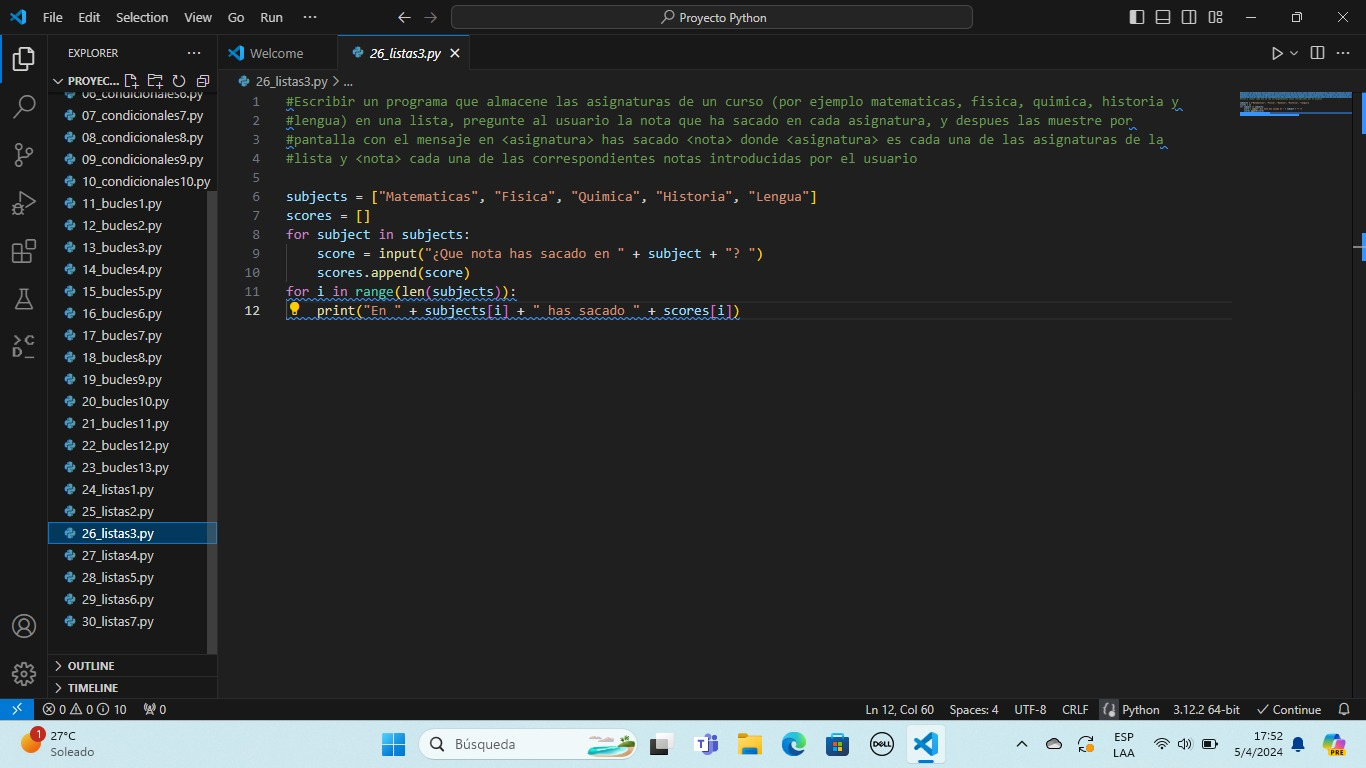 File Edit Selection View Go Run ··· Proyecto Python
EXPLORER ···
Welcome
26_listas3.py
PROYEC...
26_listas3.py > ...
06_condicionales6.py
07_condicionales7.py
08_condicionales8.py
09_condicionales9.py
10_condicionales10.py
11_bucles1.py
12_bucles2.py
13_bucles3.py
14_bucles4.py
15_bucles5.py
16_bucles6.py
17_bucles7.py
18_bucles8.py
19_bucles9.py
20_bucles10.py
21_bucles11.py
22_bucles12.py
23_bucles13.py
24_listas1.py
25_listas2.py
26_listas3.py
27_listas4.py
28_listas5.py
29_listas6.py
30_listas7.py
OUTLINE
TIMELINE
1 #Escribir un programa que almacene las asignaturas de un curso (por ejemplo matematicas, fisica, quimica, historia y
2 #lengua) en una lista, pregunte al usuario la nota que ha sacado en cada asignatura, y despues las muestre por
3 #pantalla con el mensaje en <asignatura> has sacado <nota> donde <asignatura> es cada una de las asignaturas de la
4 #lista y <nota> cada una de las correspondientes notas introducidas por el usuario
5
6 subjects = ["Matematicas", "Fisica", "Quimica", "Historia", "Lengua"]
7 scores = []
8 for subject in subjects:
9     score = input("¿Que nota has sacado en " + subject + "? ")
10     scores.append(score)
11 for i in range(len(subjects)):
12     print("En " + subjects[i] + " has sacado " + scores[i])
0 0 10 0 Ln 12, Col 60 Spaces: 4 UTF-8 CRLF Python 3.12.2 64-bit Continue
1 27°C
Soleado
Búsqueda
DELL
ESP
LAA
17:52
5/4/2024
PRE